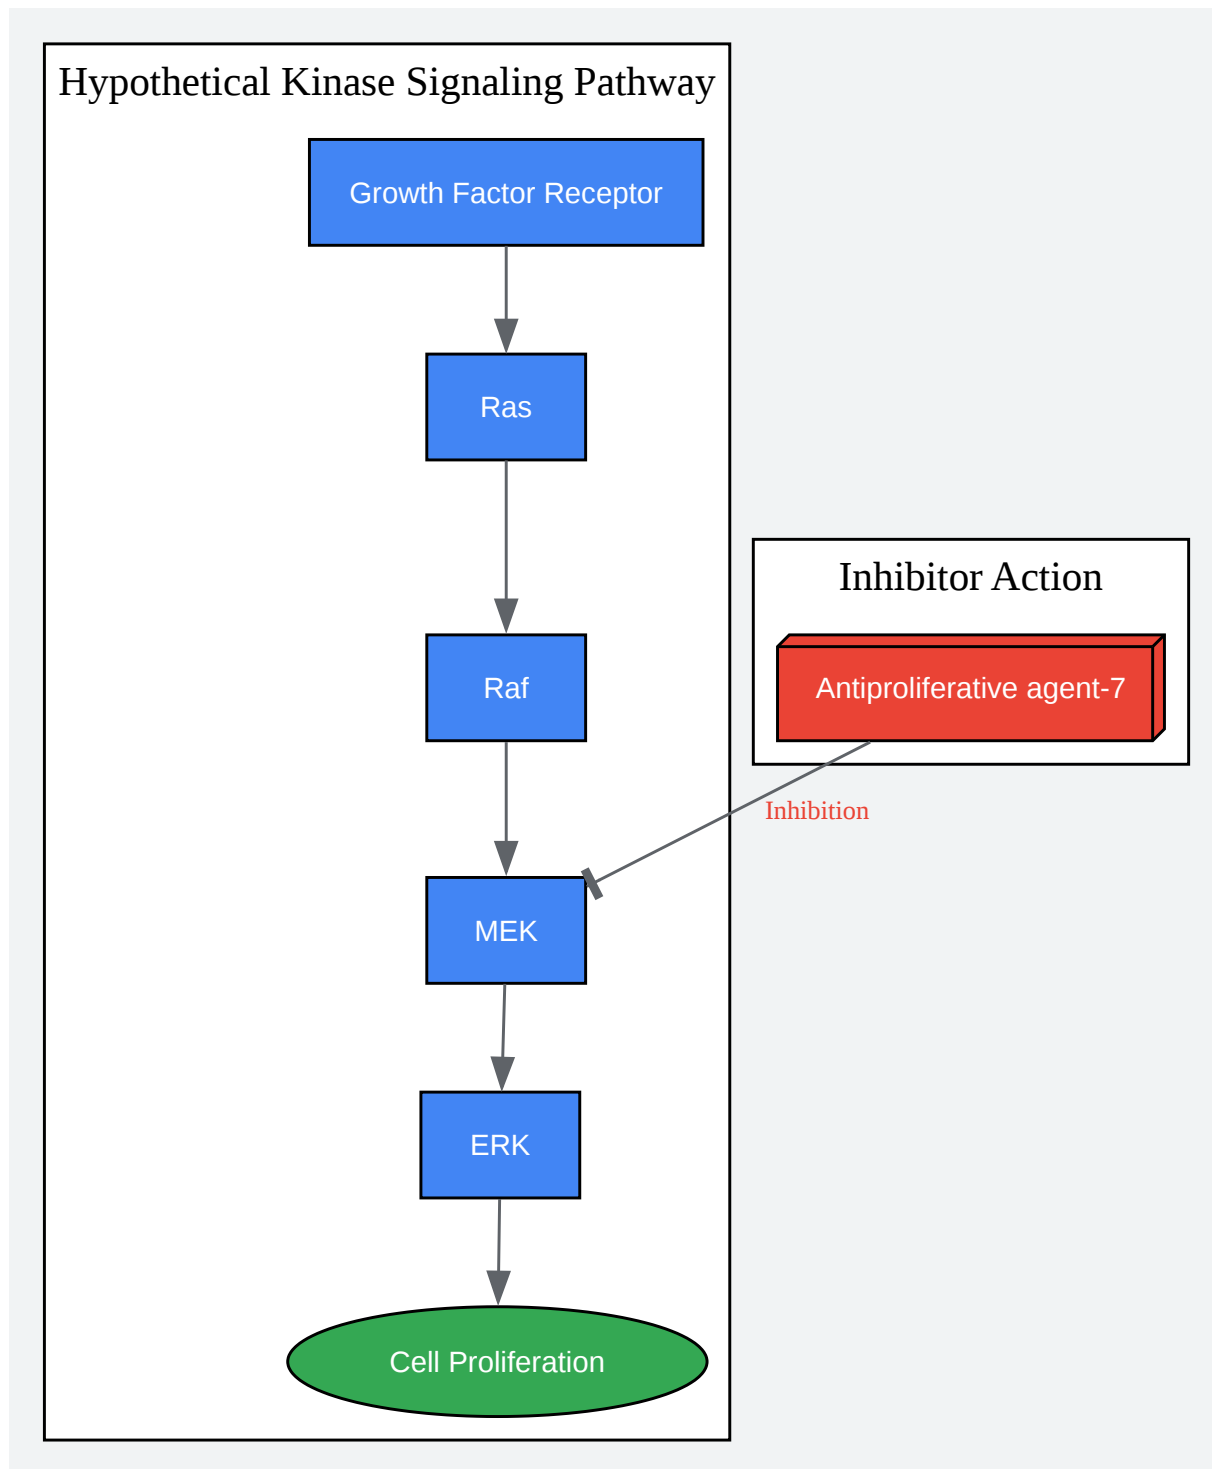 Hypothetical Kinase Signaling Pathway
Growth Factor Receptor
Ras
Inhibitor Action
Raf
Antiproliferative agent-7
Inhibition
MEK
ERK
Cell Proliferation